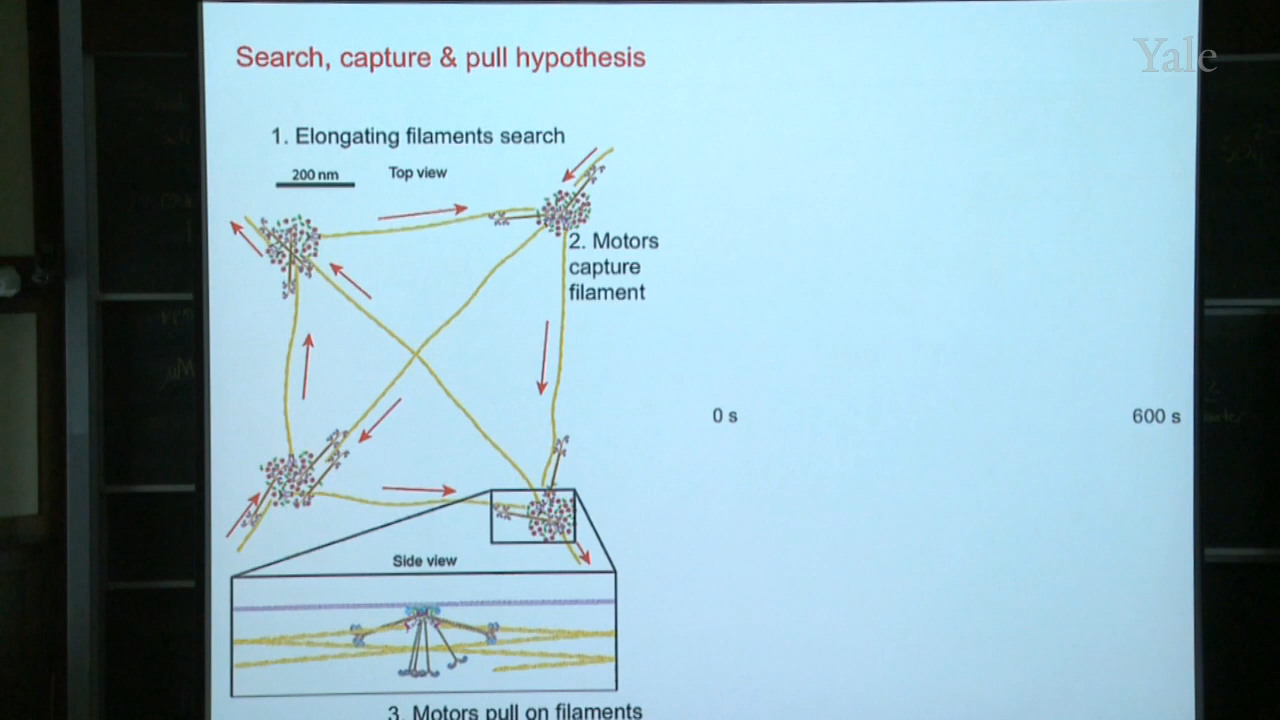 Search, capture & pull hypothesis
Yale
1. Elongating filaments search
200 nm
Top view
2. Motors
capture
filament
0 s
600 s
Side view
3. Motors pull on filaments
µM